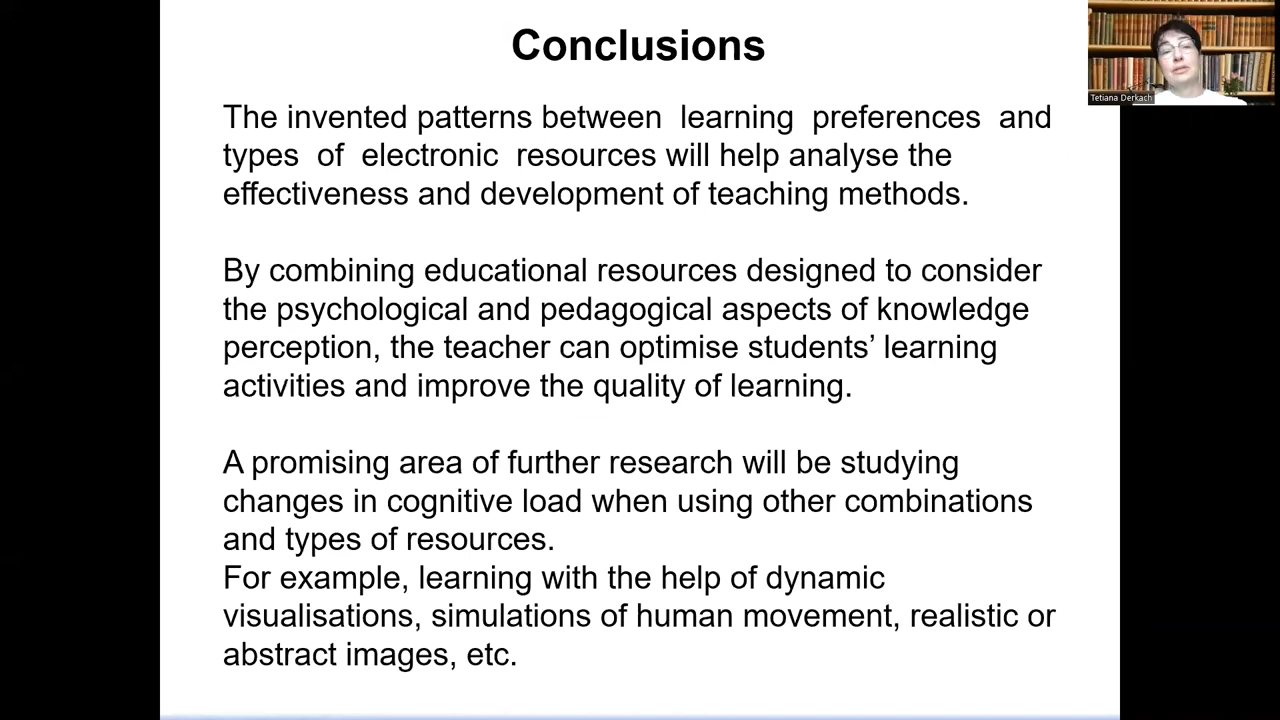 Conclusions
Tetiana Derkach
The invented patterns between learning preferences and
types of electronic resources will help analyse the
effectiveness and development of teaching methods.
By combining educational resources designed to consider
the psychological and pedagogical aspects of knowledge
perception, the teacher can optimise students’ learning
activities and improve the quality of learning.
A promising area of further research will be studying
changes in cognitive load when using other combinations
and types of resources.
For example, learning with the help of dynamic
visualisations, simulations of human movement, realistic or
abstract images, etc.